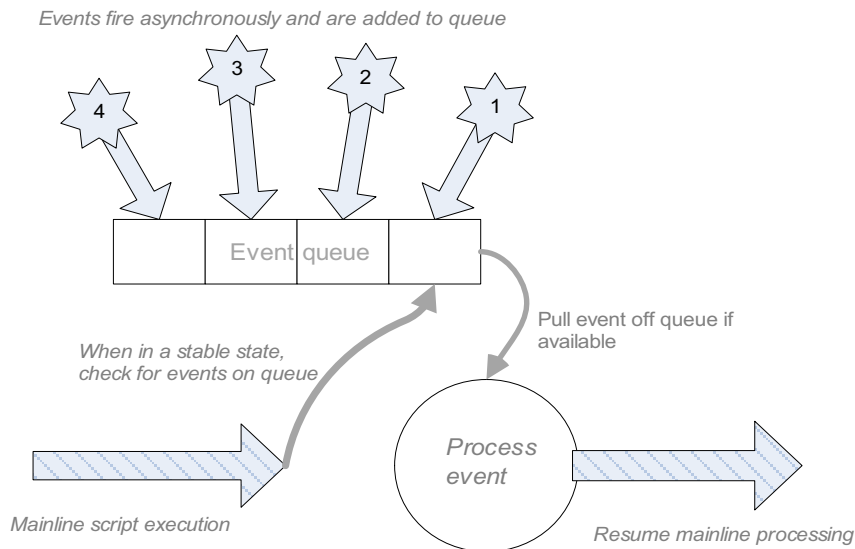 Events fire asynchronously and are added to queue
4
3
2
1
Event queue
When in a stable state,
check for events on queue
Pull event off queue if
available
Process
event
Mainline script execution
Resume mainline processing